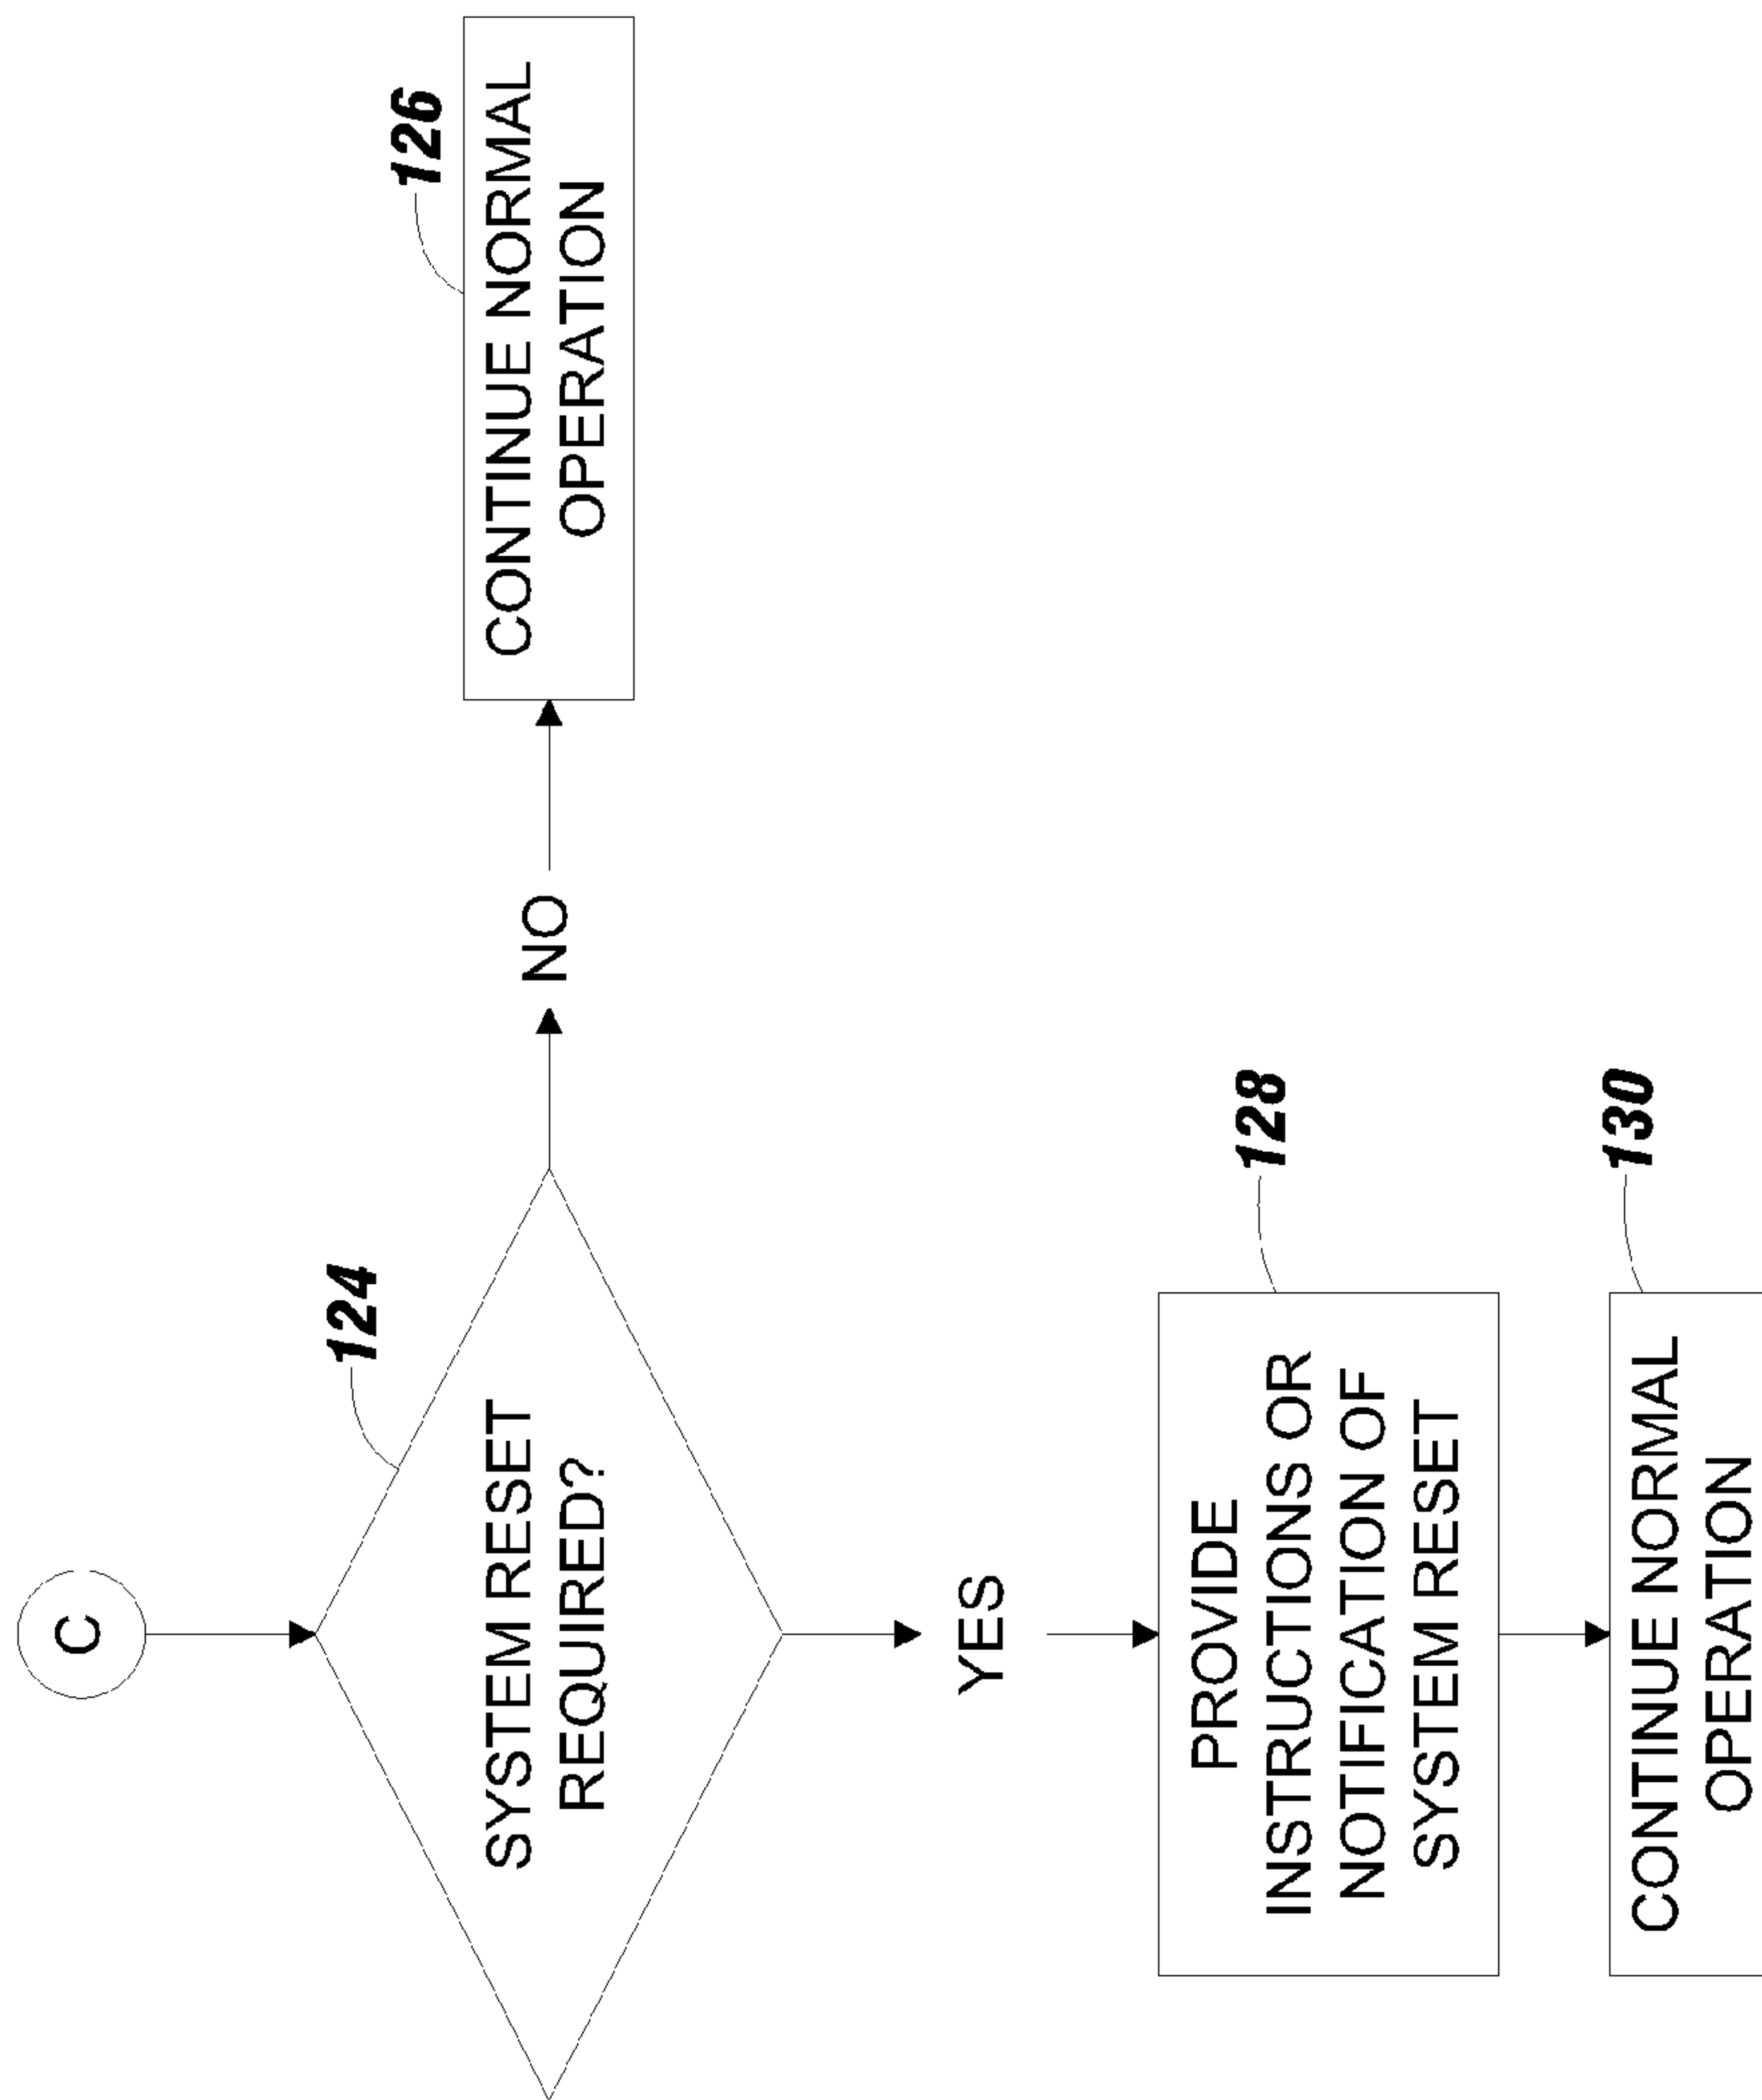 C
124
SYSTEM RESET
REQUIRED?
NO
126
CONTINUE NORMAL
OPERATION
YES
128
PROVIDE
INSTRUCTIONS OR
NOTIFICATION OF
SYSTEM RESET
130
CONTINUE NORMAL
OPERATION